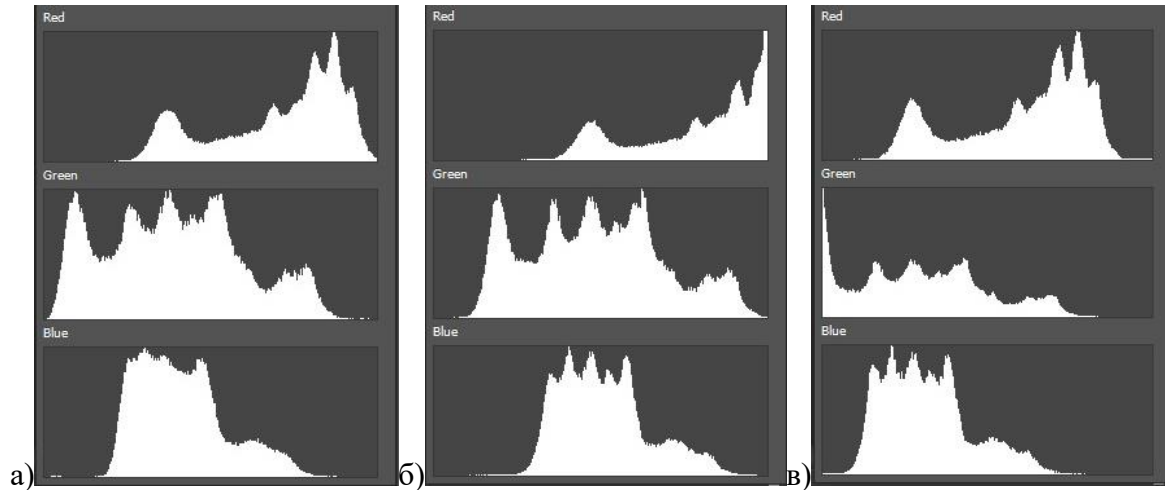 Red Red Red
Green Green Green
Blue Blue Blue
а) б) в)